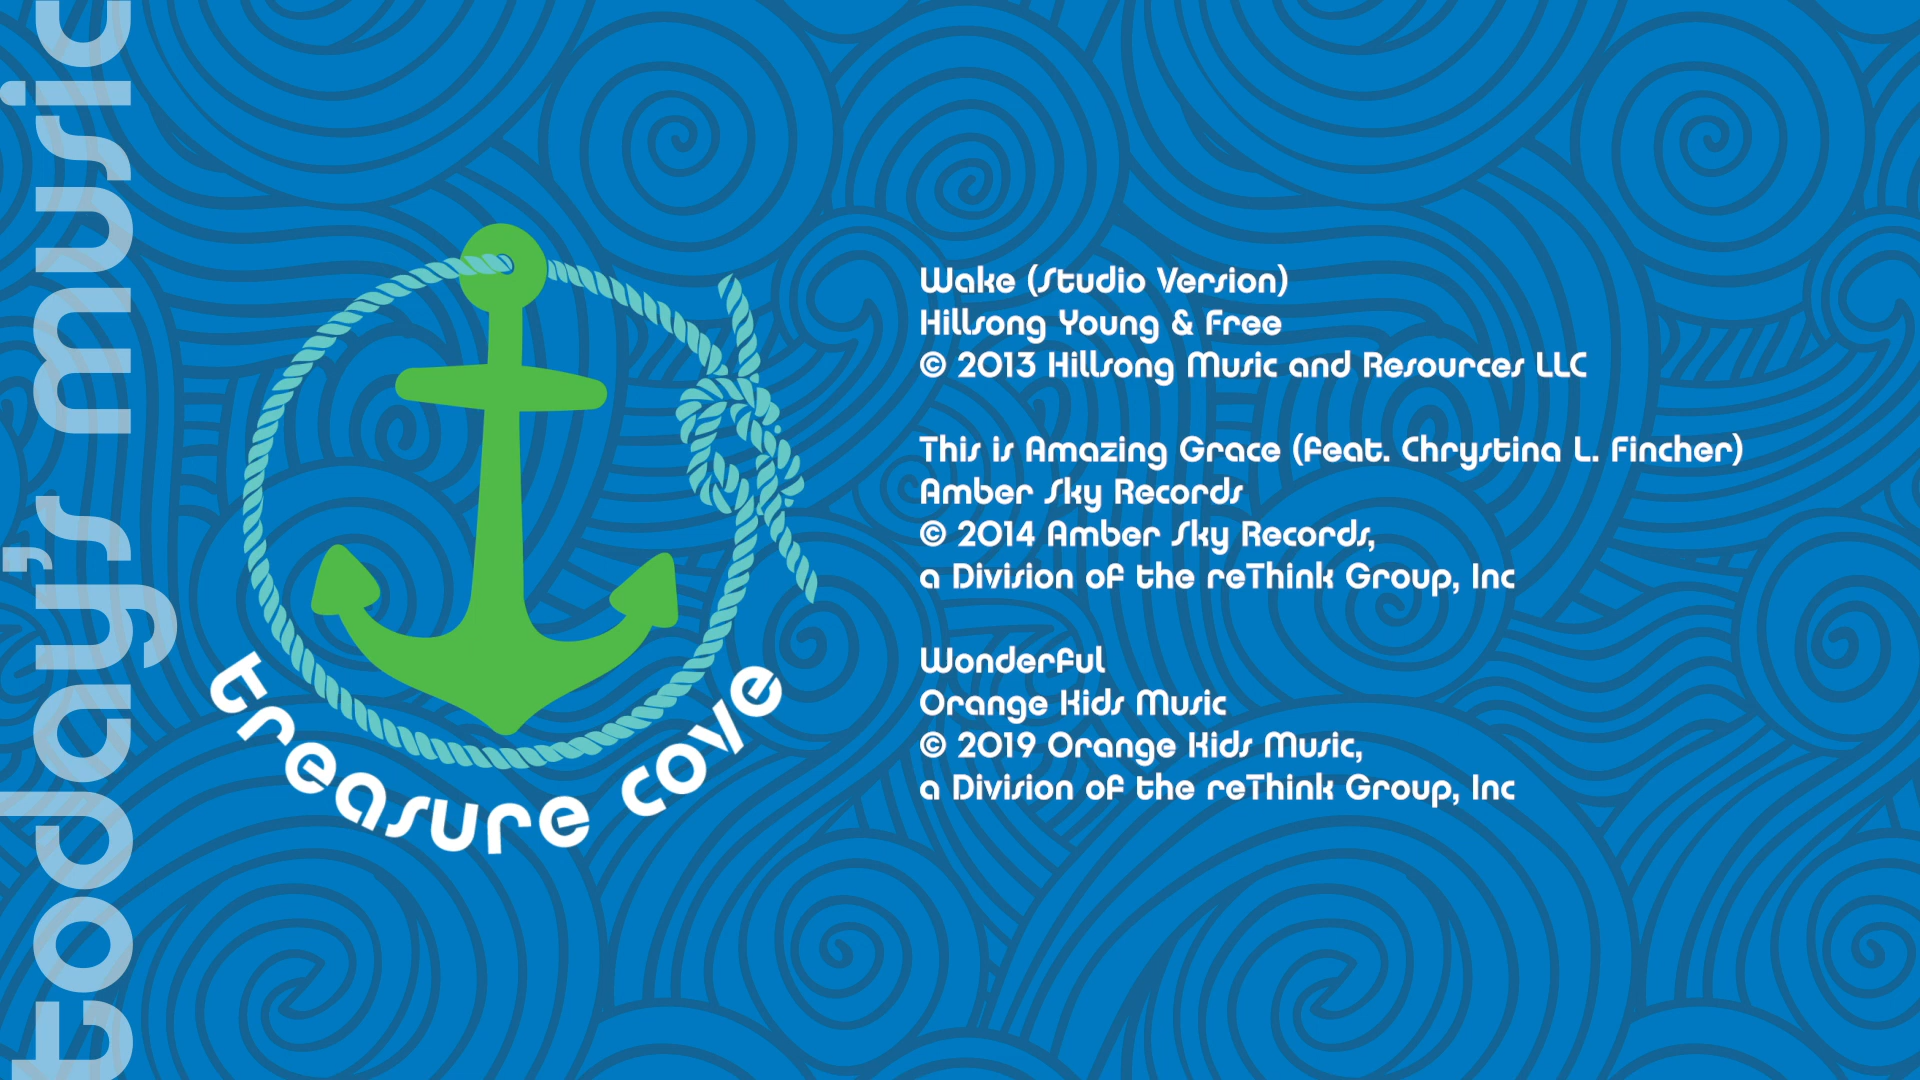 today's music
treasure cove
Wake (Studio Version)
Hillsong Young & Free
© 2013 Hillsong Music and Resources LLC
This is Amazing Grace (feat. Chrystina L. Fincher)
Amber Sky Records
© 2014 Amber Sky Records,
a Division of the reThink Group, Inc
Wonderful
Orange Kids Music
© 2019 Orange Kids Music,
a Division of the reThink Group, Inc